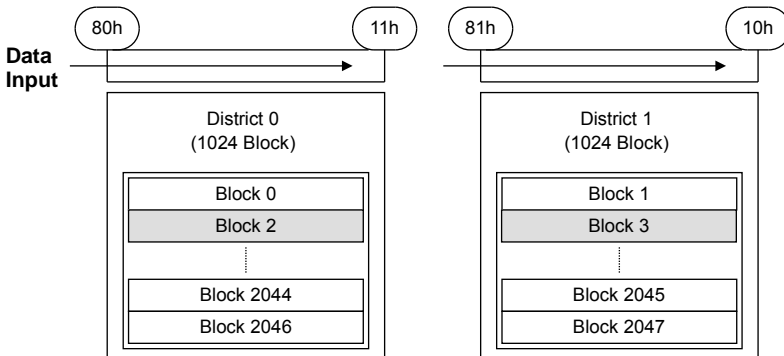 80h
11h
81h
10h
Data
Input
District 0
(1024 Block)
District 1
(1024 Block)
Block 0
Block 2
Block 2044
Block 2046
Block 1
Block 3
Block 2045
Block 2047